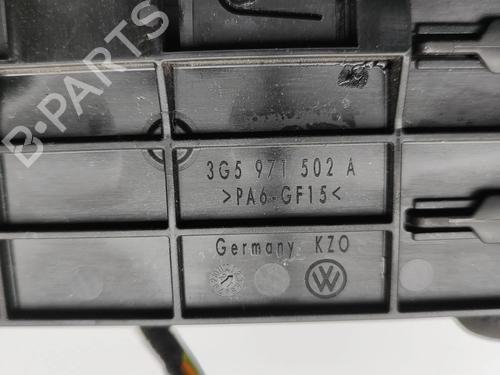 B-PARTS
3G5 971 502 A
>PA6-GF15<
Germany KZO